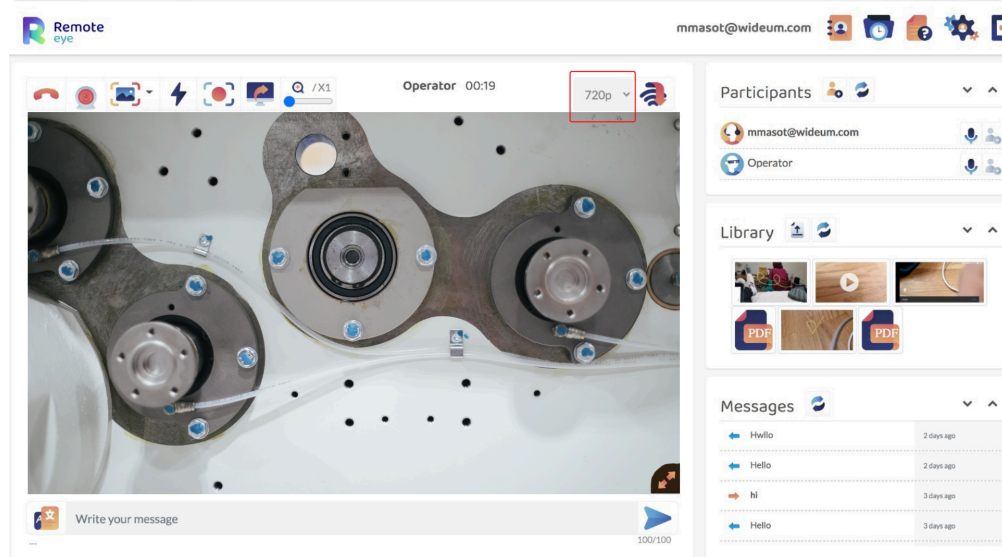 Remote
eye
mmasot@wideum.com
/X1
Operator 00:19
720p
Participants
mmasot@wideum.com
Operator
Library
PDF
PDF
Messages
Hwllo 2 days ago
Hello 2 days ago
hi 3 days ago
Hello 3 days ago
Write your message
100/100
...